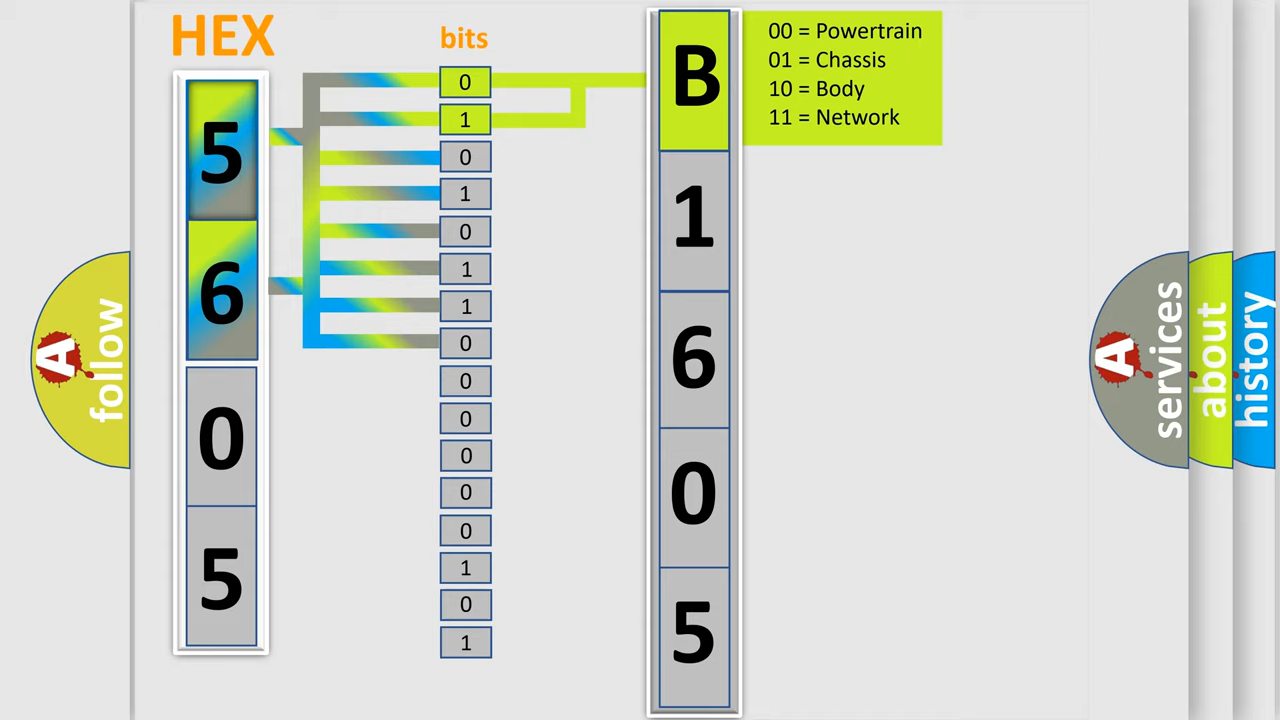 HEX
bits
5
6
0
5
0
1
0
1
0
1
1
0
0
0
0
0
0
1
0
1
B
1
6
0
5
00 = Powertrain
01 = Chassis
10 = Body
11 = Network
A
follow
A
services
about
history